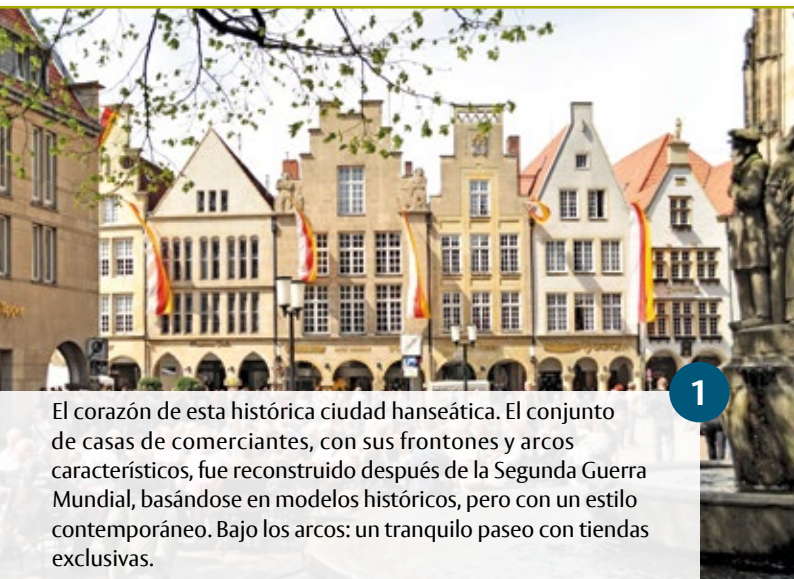 1
El corazón de esta histórica ciudad hanseática. El conjunto
de casas de comerciantes, con sus frontones y arcos
característicos, fue reconstruido después de la Segunda Guerra
Mundial, basándose en modelos históricos, pero con un estilo
contemporáneo. Bajo los arcos: un tranquilo paseo con tiendas
exclusivas.